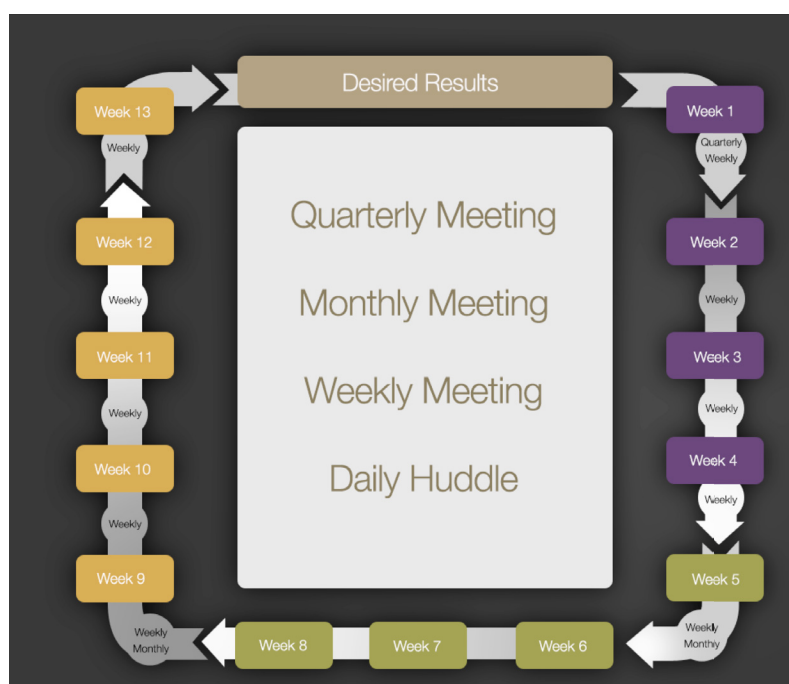 Desired Results
Week 13
Week 1
Weekly
Quarterly
Weekly
Quarterly Meeting
Week 12
Week 2
Monthly Meeting
Weekly
Weekly
Week 11
Week 3
Weekly Meeting
Weekly
Weekly
Week 10
Week 4
Daily Huddle
Weekly
Weekly
Week 9
Week 5
Weekly
Monthly
Week 8
Week 7
Week 6
Weekly
Monthly